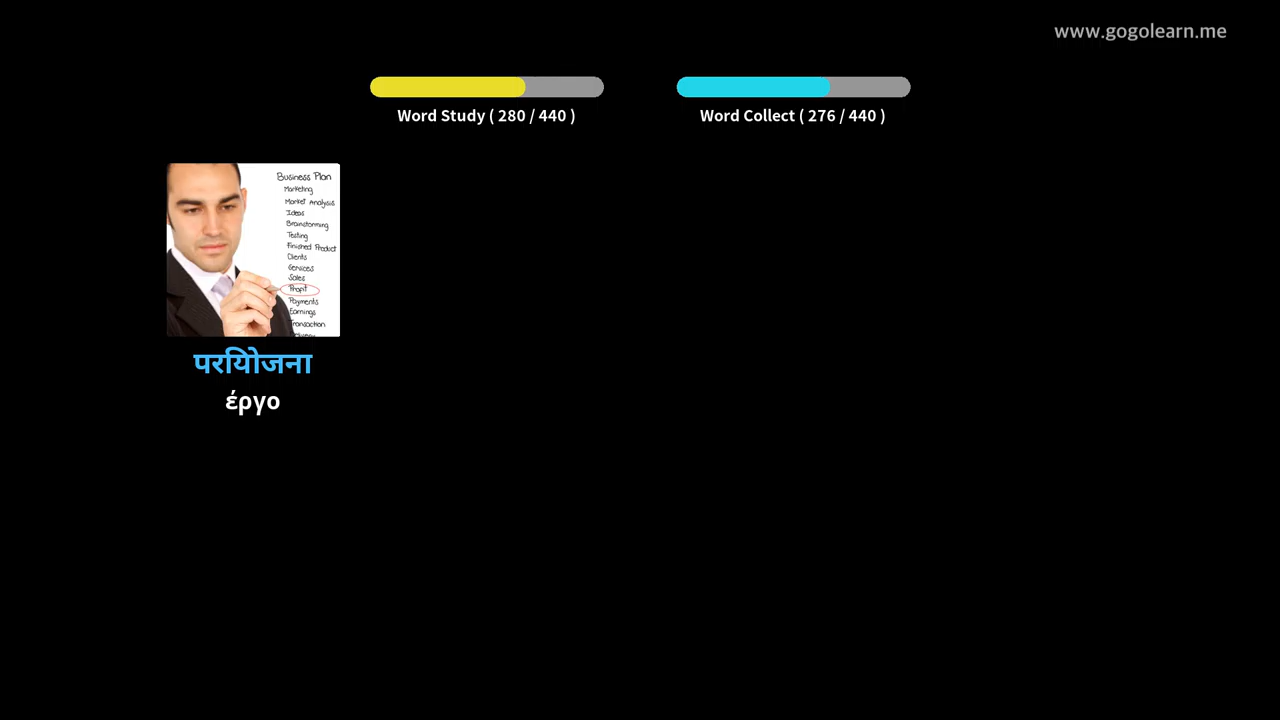 www.gogolearn.me
Word Study ( 280 / 440 )
Word Collect ( 276 / 440 )
Business Plan
Marketing
Market Analysis
Ideas
Brainstorming
Testing
Finished Product
Clients
Services
Sales
Profit
Payments
Earnings
Transaction
Delivery
परियोजना
έργο